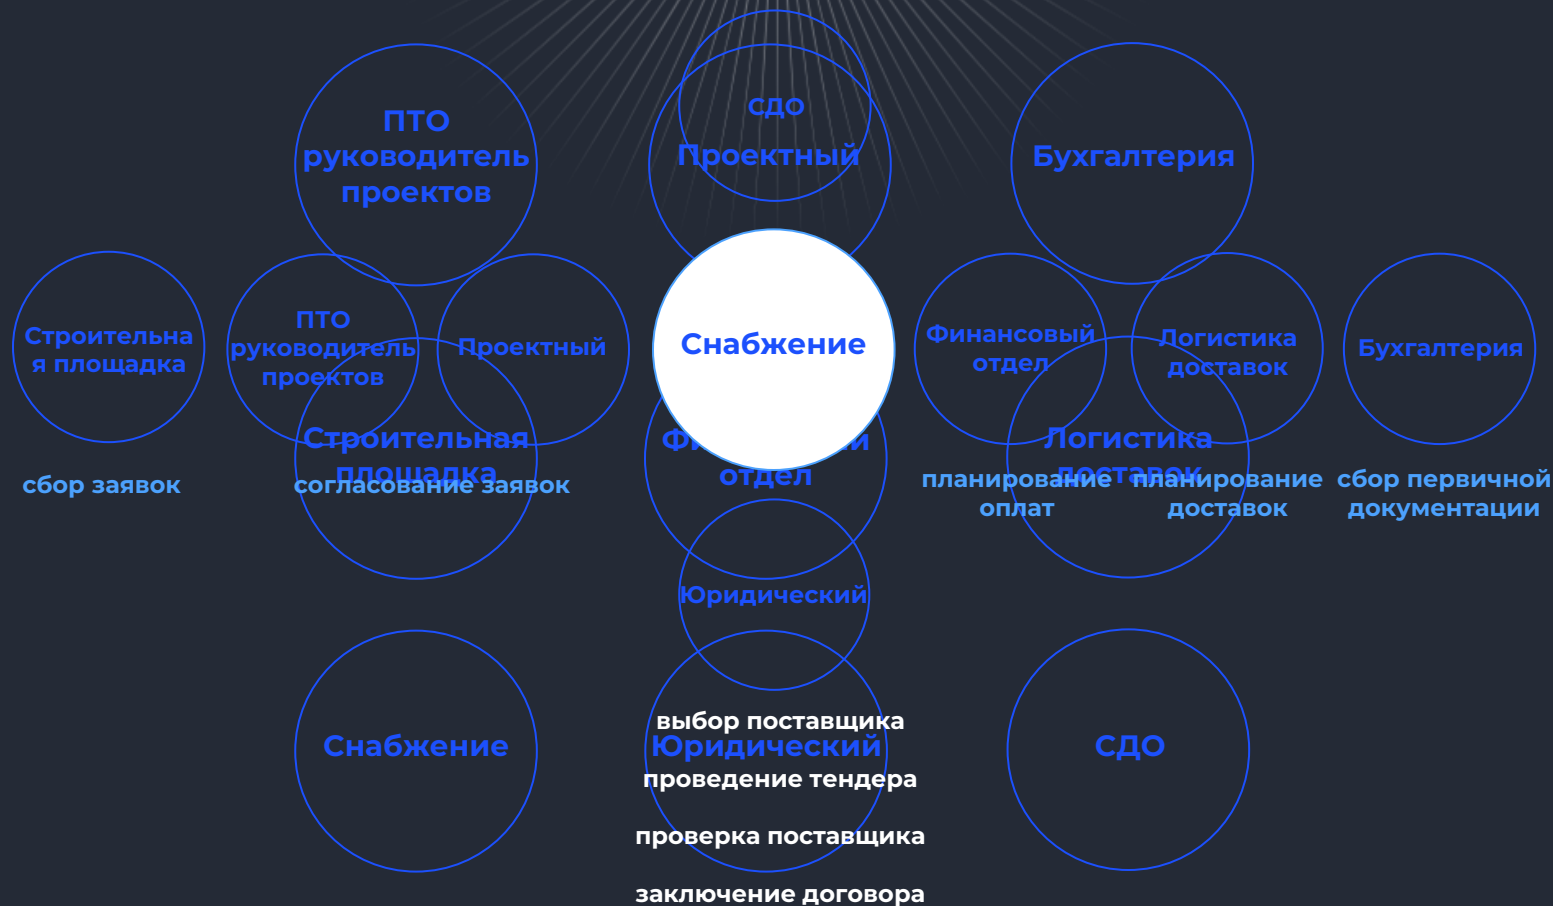 СДО
ПТО
руководитель
проектов
Проектный
Бухгалтерия
Строительна
я площадка
ПТО
руководитель
проектов
Проектный
Снабжение
Финансовый
отдел
Логистика
доставок
Бухгалтерия
Строительная
площадка
отдел
Логистика
доставок
сбор заявок
согласование заявок
планирование
оплат
планирование
доставок
сбор первичной
документации
Юридический
выбор поставщика
Снабжение
Юридический
СДО
проведение тендера
проверка поставщика
заключение договора